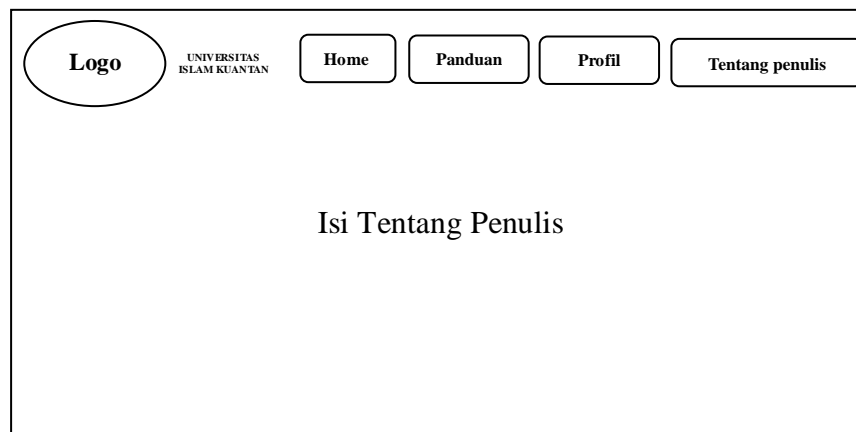 Logo
UNIVERSITAS
ISLAM KUANTAN
Home
Panduan
Profil
Tentang penulis
Isi Tentang Penulis